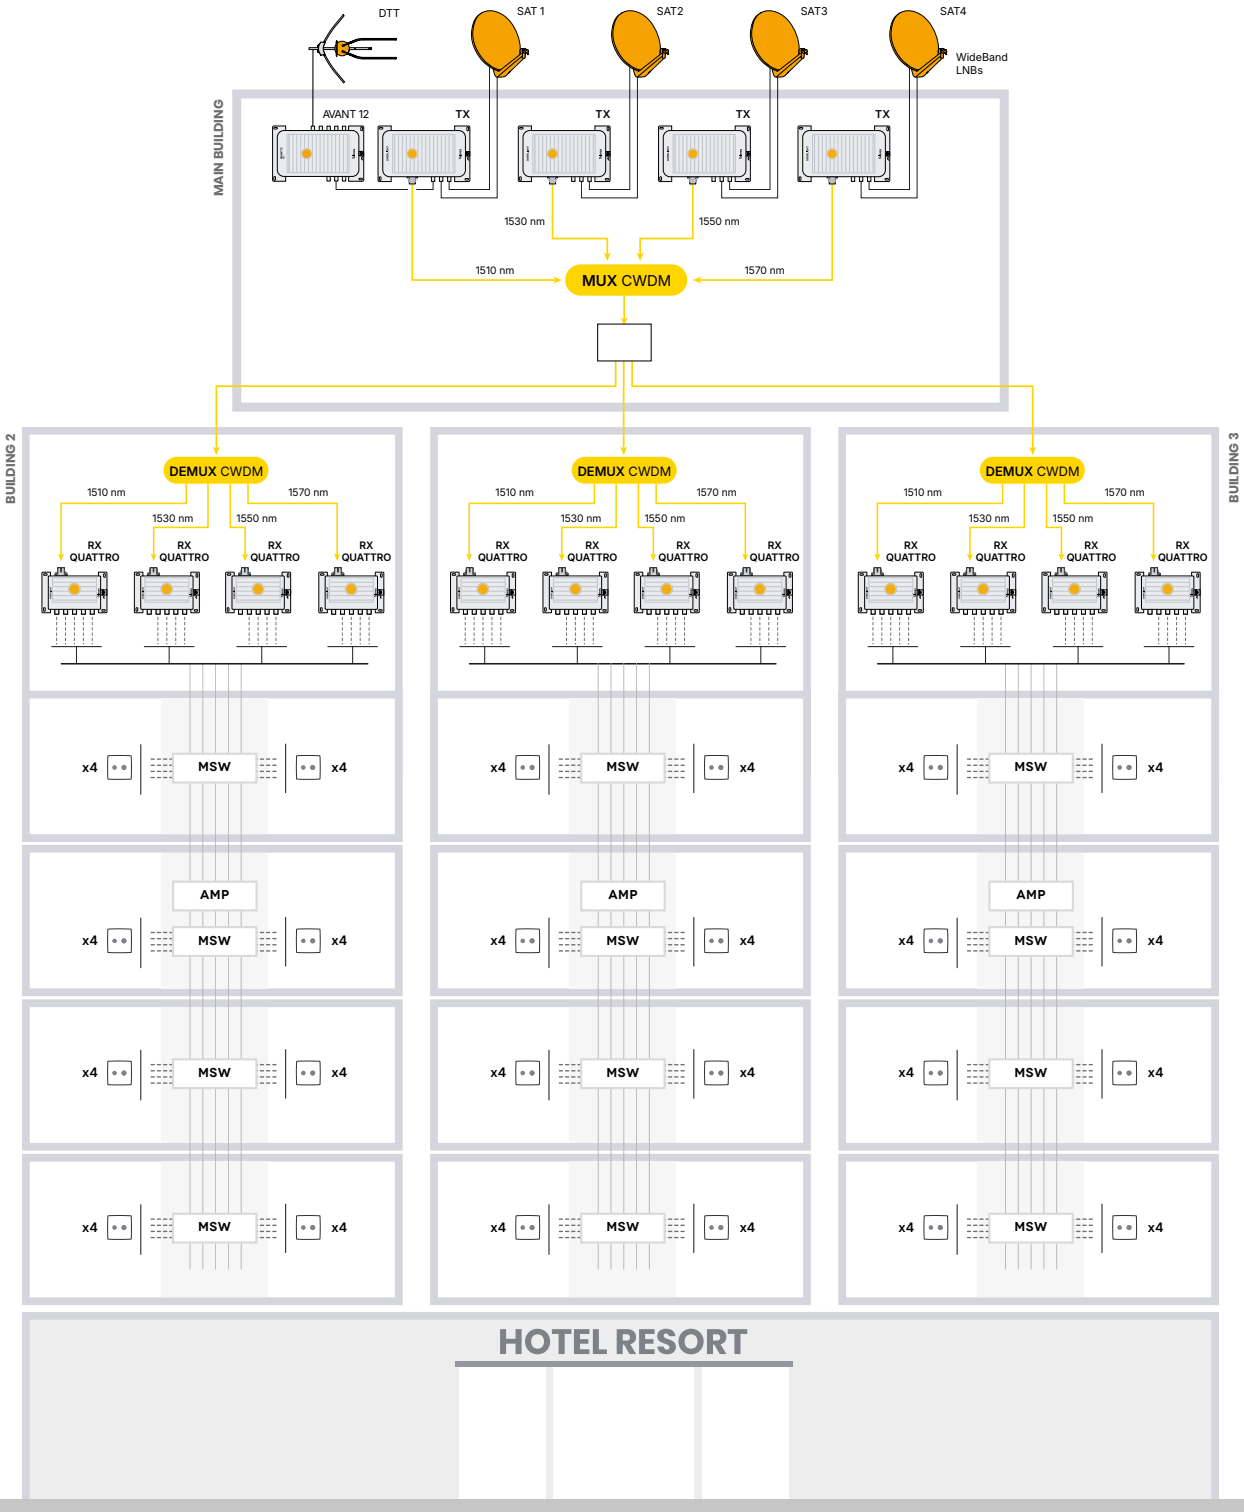 DTT
SAT 1
SAT2
SAT3
SAT4
WideBand
LNBs
MAIN BUILDING
AVANT 12
TX
TX
TX
TX
1530 nm
1550 nm
1510 nm
1570 nm
MUX CWDM
BUILDING 2
BUILDING 3
DEMUX CWDM
DEMUX CWDM
DEMUX CWDM
1510 nm
1570 nm
1510 nm
1570 nm
1510 nm
1570 nm
1530 nm
1550 nm
1530 nm
1550 nm
1530 nm
1550 nm
RX
QUATTRO
RX
QUATTRO
RX
QUATTRO
RX
QUATTRO
RX
QUATTRO
RX
QUATTRO
RX
QUATTRO
RX
QUATTRO
RX
QUATTRO
RX
QUATTRO
RX
QUATTRO
RX
QUATTRO
x4 MSW x4
x4 MSW x4
x4 MSW x4
AMP
AMP
AMP
x4 MSW x4
x4 MSW x4
x4 MSW x4
x4 MSW x4
x4 MSW x4
x4 MSW x4
x4 MSW x4
x4 MSW x4
x4 MSW x4
HOTEL RESORT